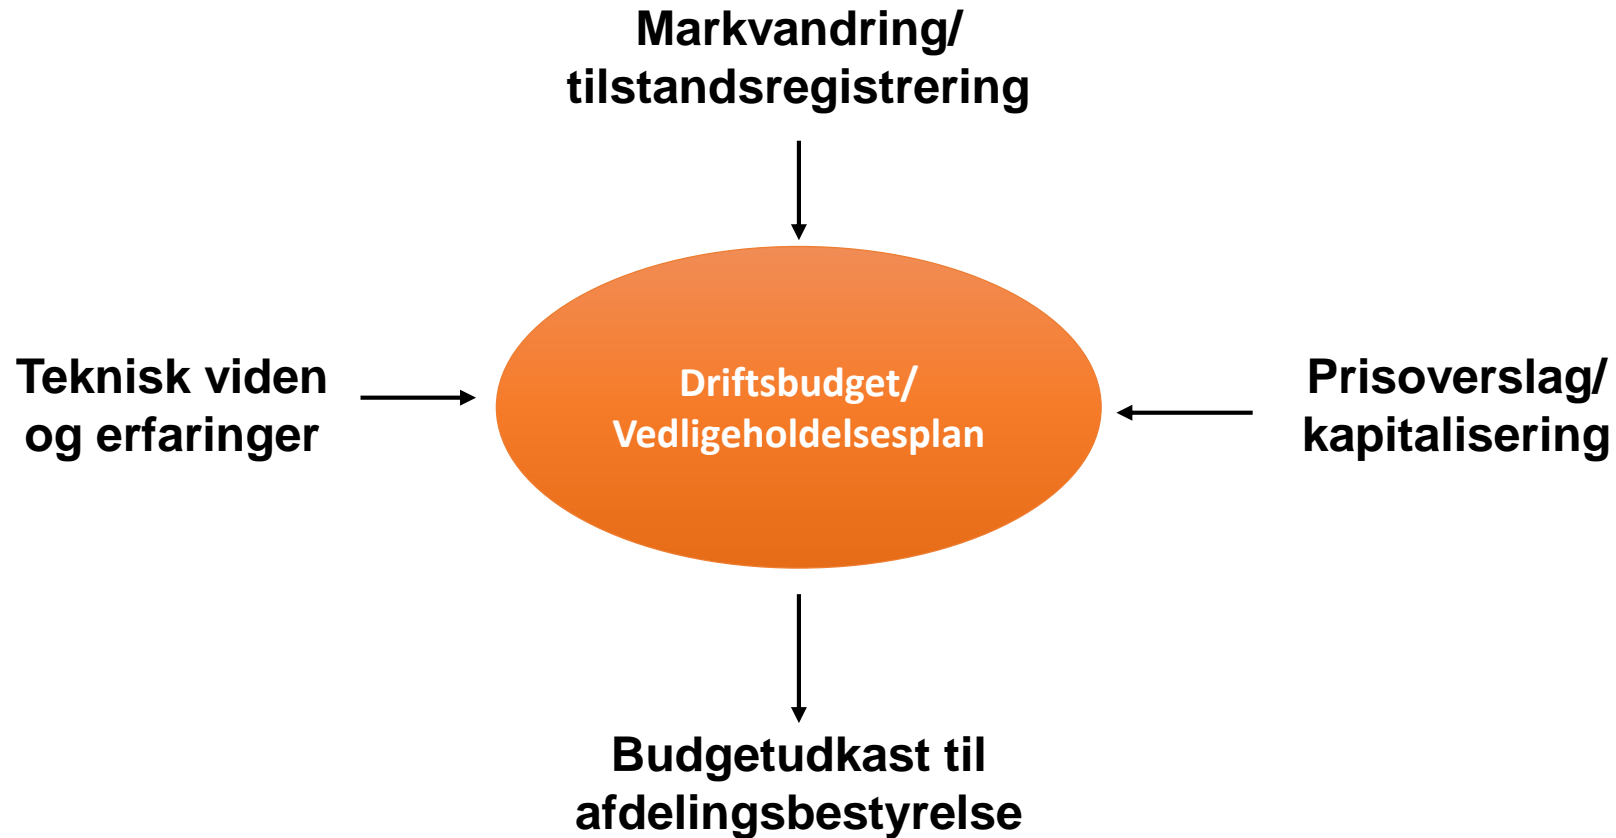 Markvandring/
tilstandsregistrering
Teknisk viden
og erfaringer
Driftsbudget/
Vedligeholdelsesplan
Prisoverslag/
kapitalisering
Budgetudkast til
afdelingsbestyrelse